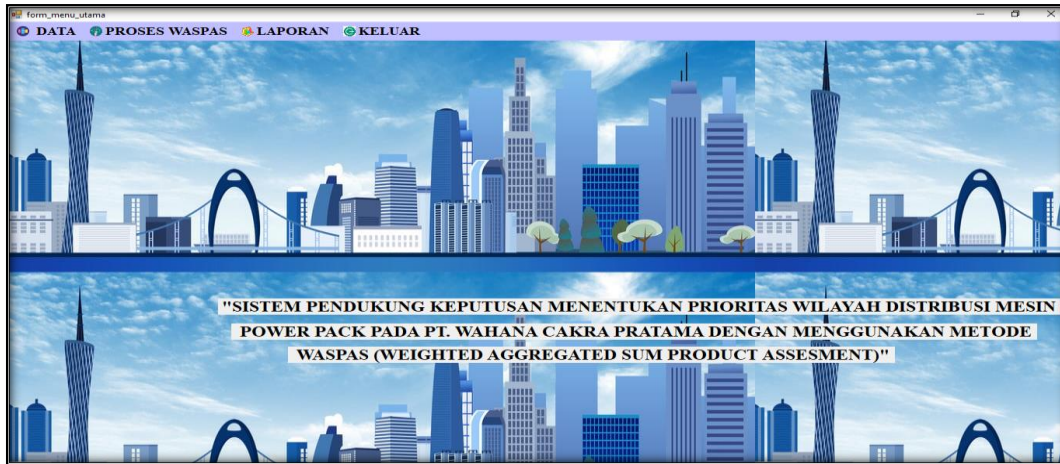 form_menu_utama
DATA PROSES WASPAS LAPORAN KELUAR
"SISTEM PENDUKUNG KEPUTUSAN MENENTUKAN PRIORITAS WILAYAH DISTRIBUSI MESIN
POWER PACK PADA PT. WAHANA CAKRA PRATAMA DENGAN MENGGUNAKAN METODE
WASPAS (WEIGHTED AGGREGATED SUM PRODUCT ASSESMENT)"